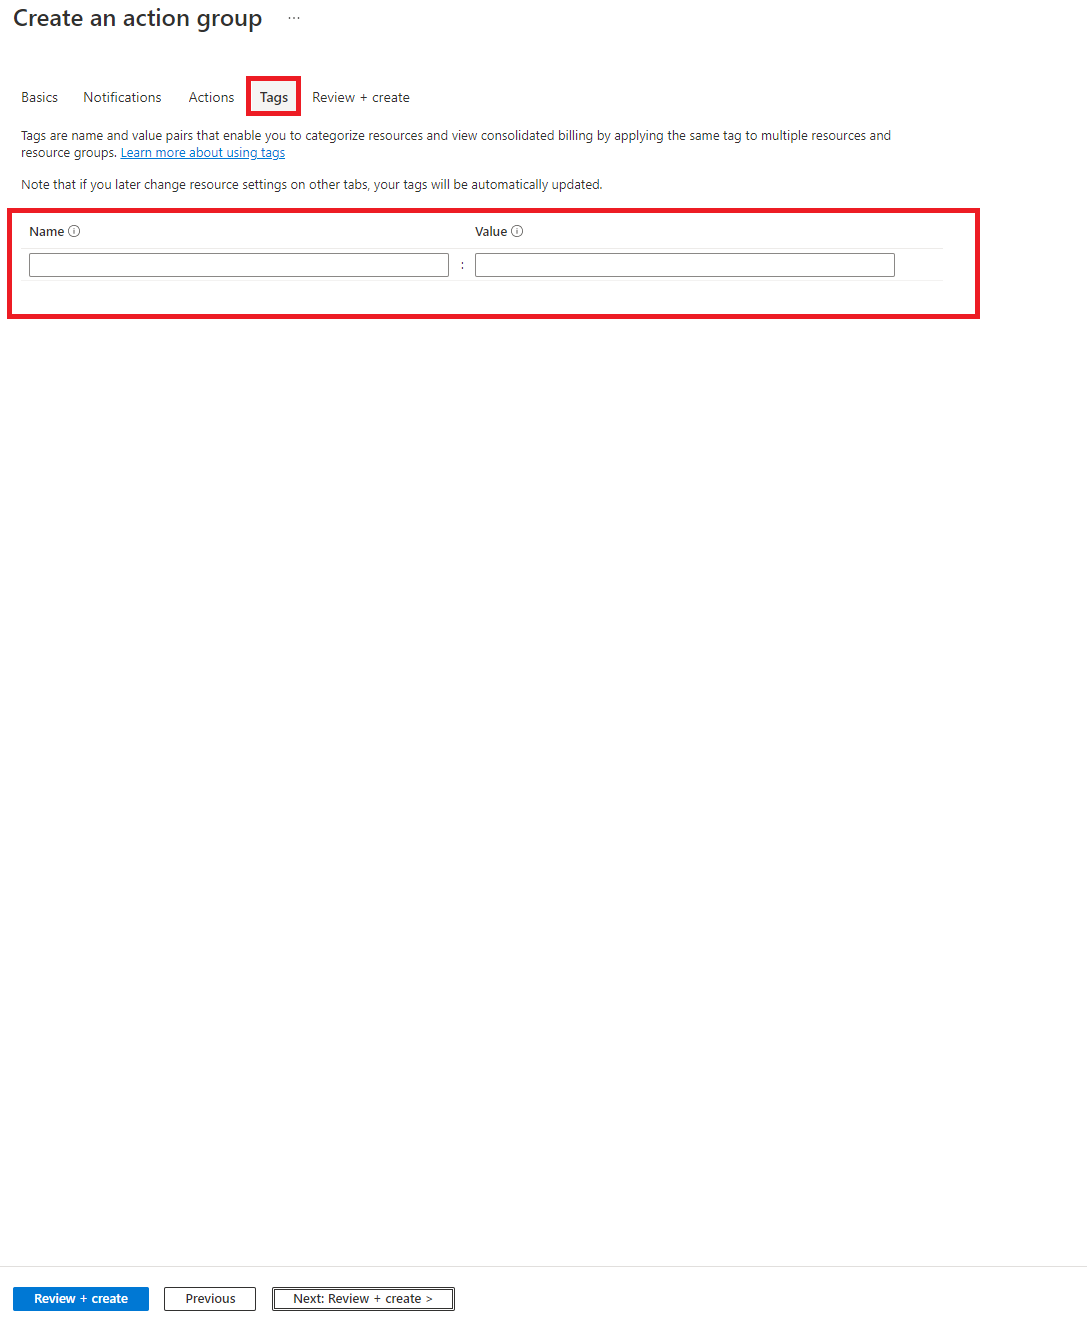 Create an action group ...
Basics Notifications Actions Tags Review + create
Tags are name and value pairs that enable you to categorize resources and view consolidated billing by applying the same tag to multiple resources and
resource groups. Learn more about using tags
Note that if you later change resource settings on other tabs, your tags will be automatically updated.
Name Value
:
Review + create Previous Next: Review + create >